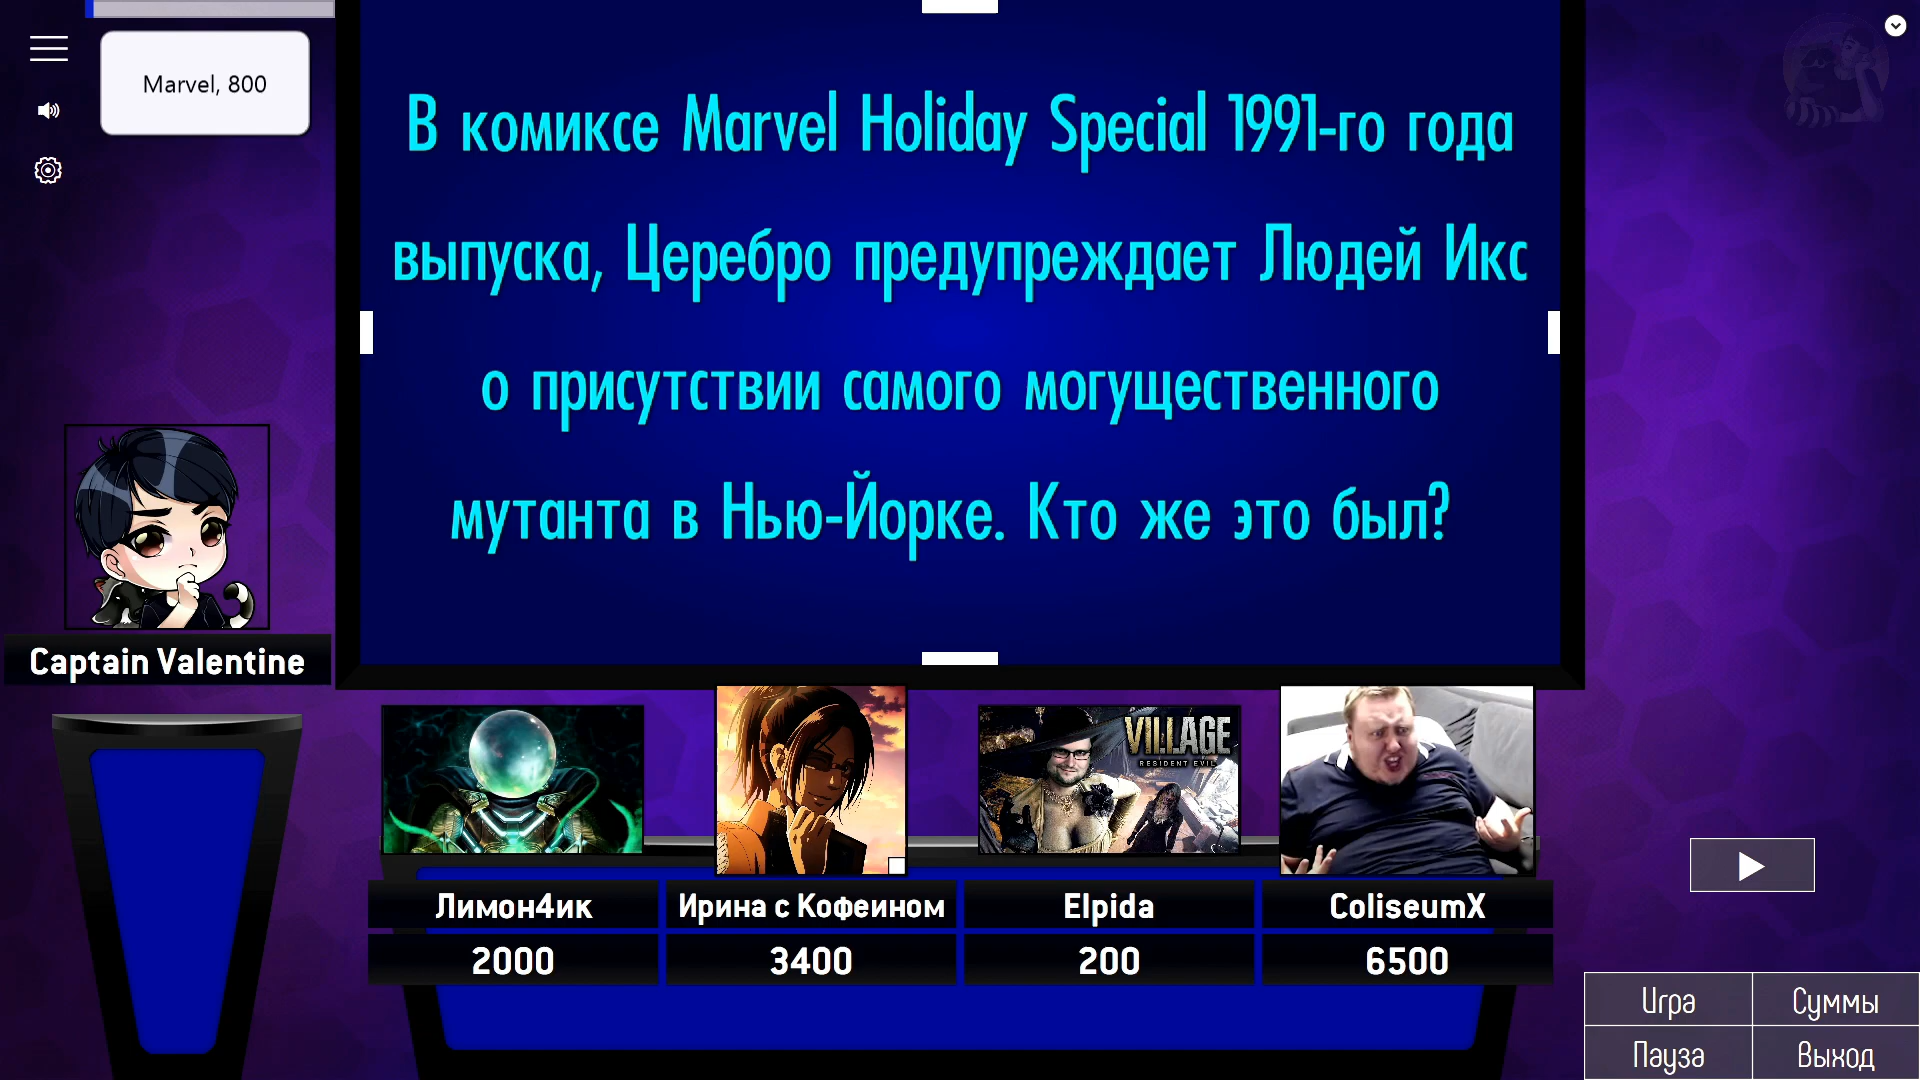 Marvel, 800
В комиксе Marvel Holiday Special 1991-го года
выпуска, Церебро предупреждает Людей Икс
о присутствии самого могущественного
мутанта в Нью-Йорке. Кто же это был?
Captain Valentine
VILLAGE
RESIDENT EVIL
Лимон4ик
Ирина с Кофеином
Elpida
ColiseumX
2000
3400
200
6500
Игра
Суммы
Пауза
Выход